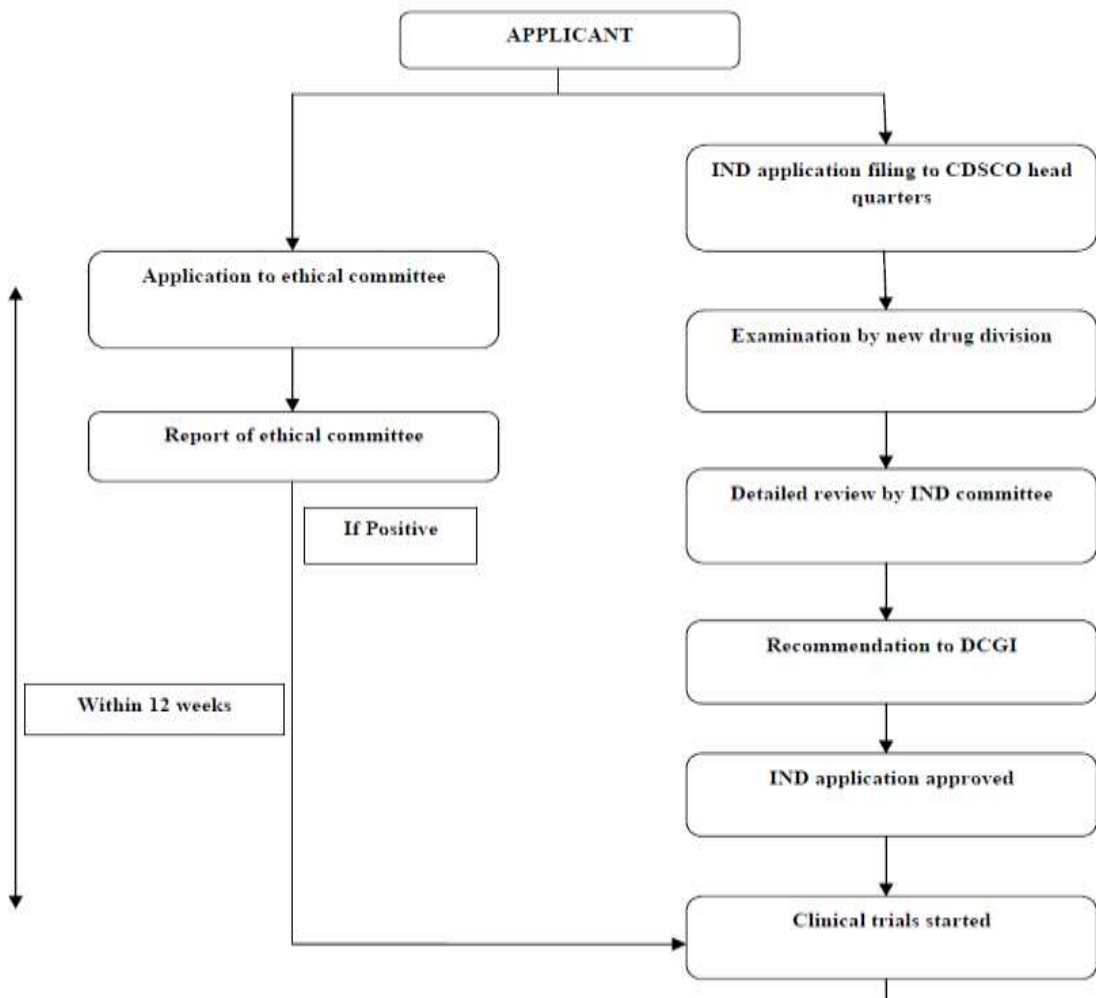 APPLICANT
IND application filing to CDSCO head
quarters
Application to ethical committee
Examination by new drug division
Report of ethical committee
Detailed review by IND committee
If Positive
Recommendation to DCGI
Within 12 weeks
IND application approved
Clinical trials started